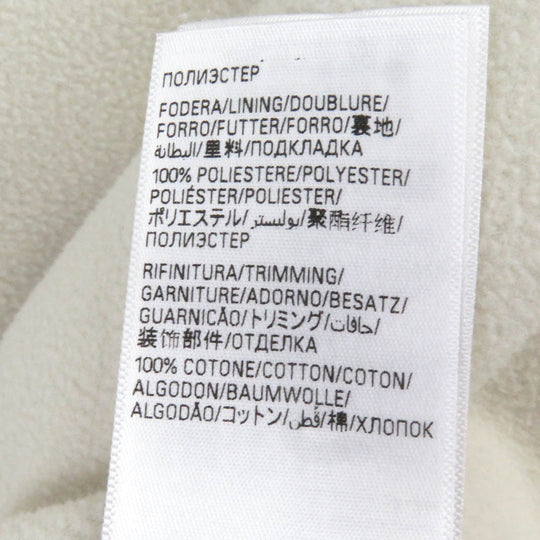 ПОЛИЭСТЕР
FODERA/LINING/DOUBLURE/
FORRO/FUTTER/FORRO/裏地/
البطانة/里料/ПОДКЛАДКА
100% POLIESTERE/POLYESTER/
POLIÉSTER/POLIESTER/
ポリエステル/بوليستر/聚酯纤维/
ПОЛИЭСТЕР
RIFINITURA/TRIMMING/
GARNITURE/ADORNO/BESATZ/
GUARNICÃO/トリミング/حافات/
装饰部件/ОТДЕЛКА
100% COTONE/COTTON/COTON/
ALGODON/BAUMWOLLE/
ALGODÃO/コットン/قطن/棉/ХЛОПОК